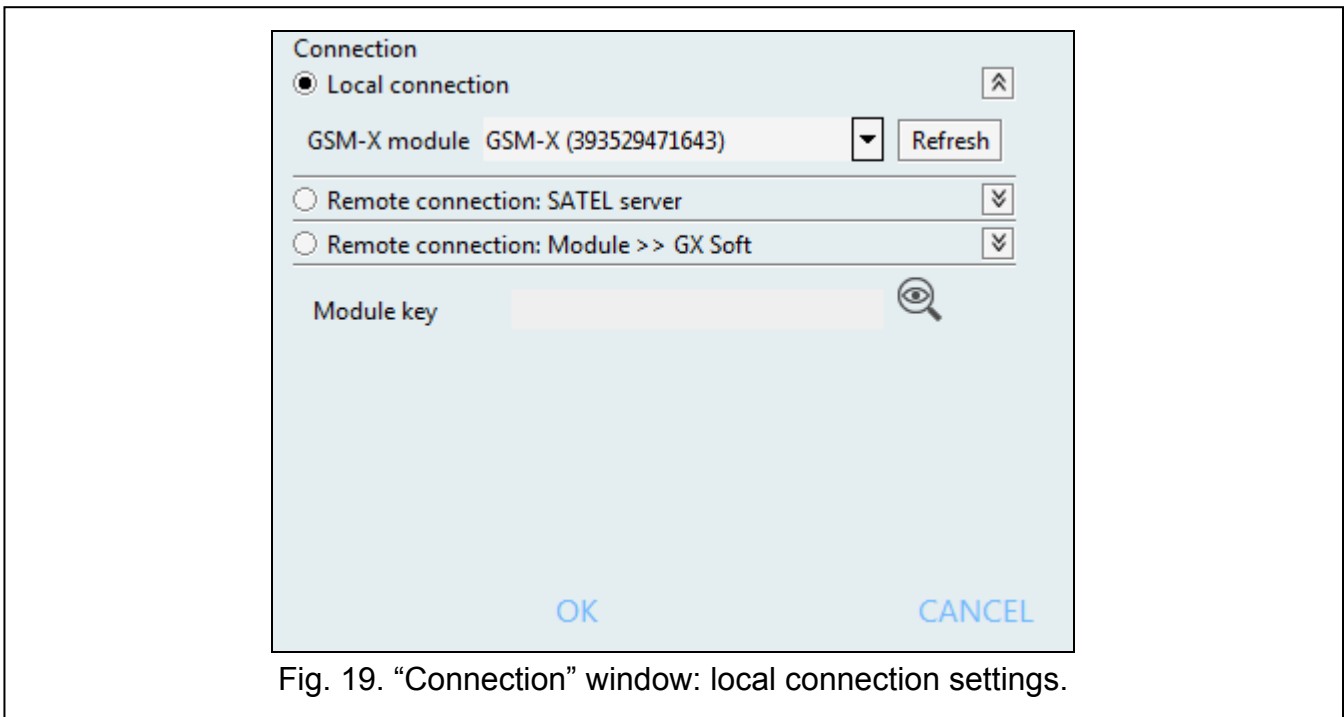 Connection
Local connection
GSM-X module GSM-X (393529471643) Refresh
Remote connection: SATEL server
Remote connection: Module >> GX Soft
Module key
OK CANCEL
Fig. 19. “Connection” window: local connection settings.